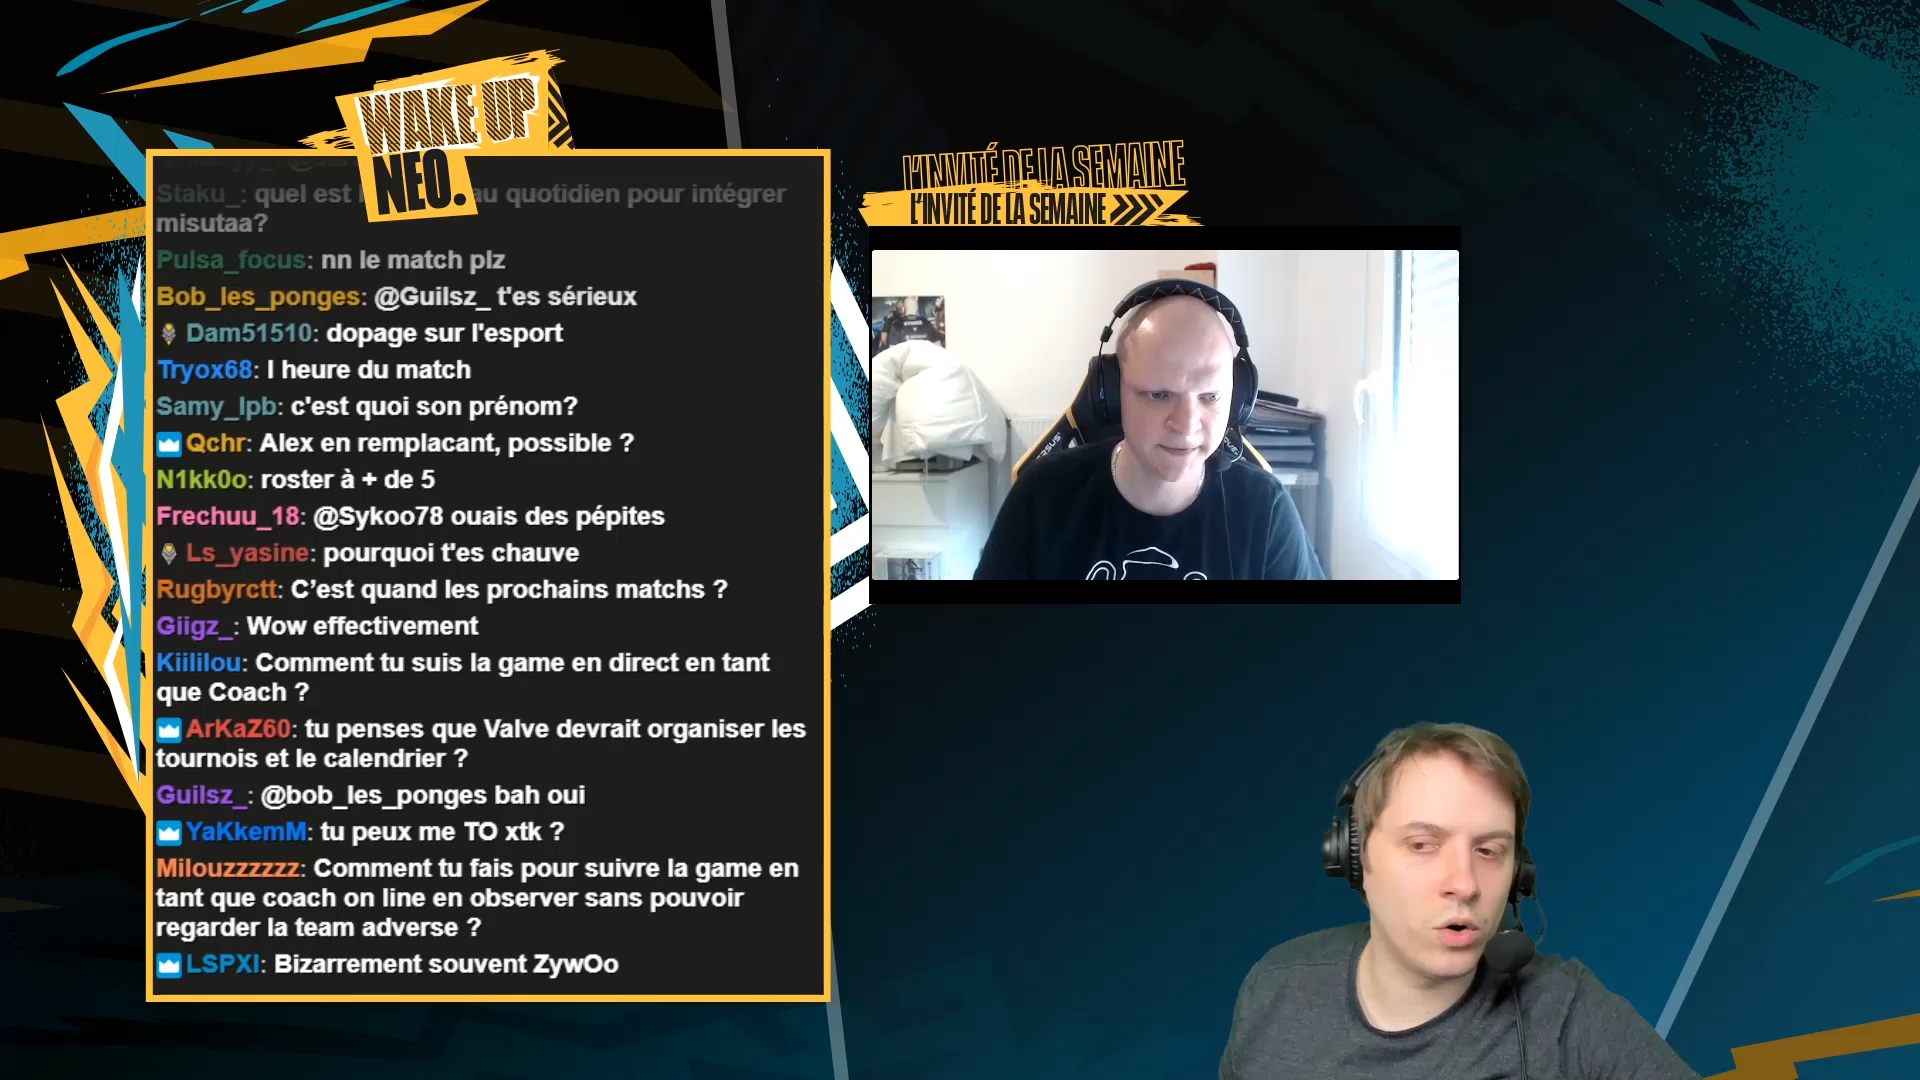 WAKE UP
NEO.
Staku_: quel est au quotidien pour intégrer
misutaa?
Pulsa_focus: nn le match plz
Bob_les_ponges: @Guilsz_ t'es sérieux
Dam51510: dopage sur l'esport
Tryox68: l heure du match
Samy_lpb: c'est quoi son prénom?
Qchr: Alex en remplacant, possible ?
N1kk0o: roster à + de 5
Frechuu_18: @Sykoo78 ouais des pépites
Ls_yasine: pourquoi t'es chauve
Rugbyrctt: C’est quand les prochains matchs ?
Giigz_: Wow effectivement
Kiililou: Comment tu suis la game en direct en tant
que Coach ?
ArKaZ60: tu penses que Valve devrait organiser les
tournois et le calendrier ?
Guilsz_: @bob_les_ponges bah oui
YaKkemM: tu peux me TO xtk ?
Milouzzzzzz: Comment tu fais pour suivre la game en
tant que coach on line en observer sans pouvoir
regarder la team adverse ?
LSPXI: Bizarrement souvent ZywOo
L'INVITÉ DE LA SEMAINE
L'INVITÉ DE LA SEMAINE